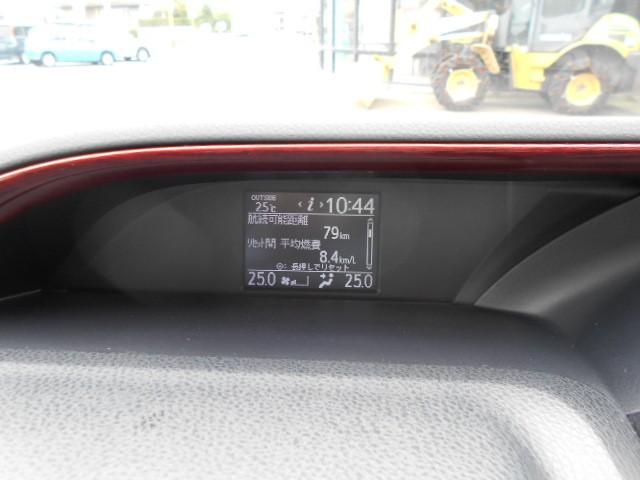 OUTSIDE
25℃ ‹ i › 10:44
航続可能距離
79km
リセット間 平均燃費
8.4km/L
◎: 長押しでリセット
25.0 25.0